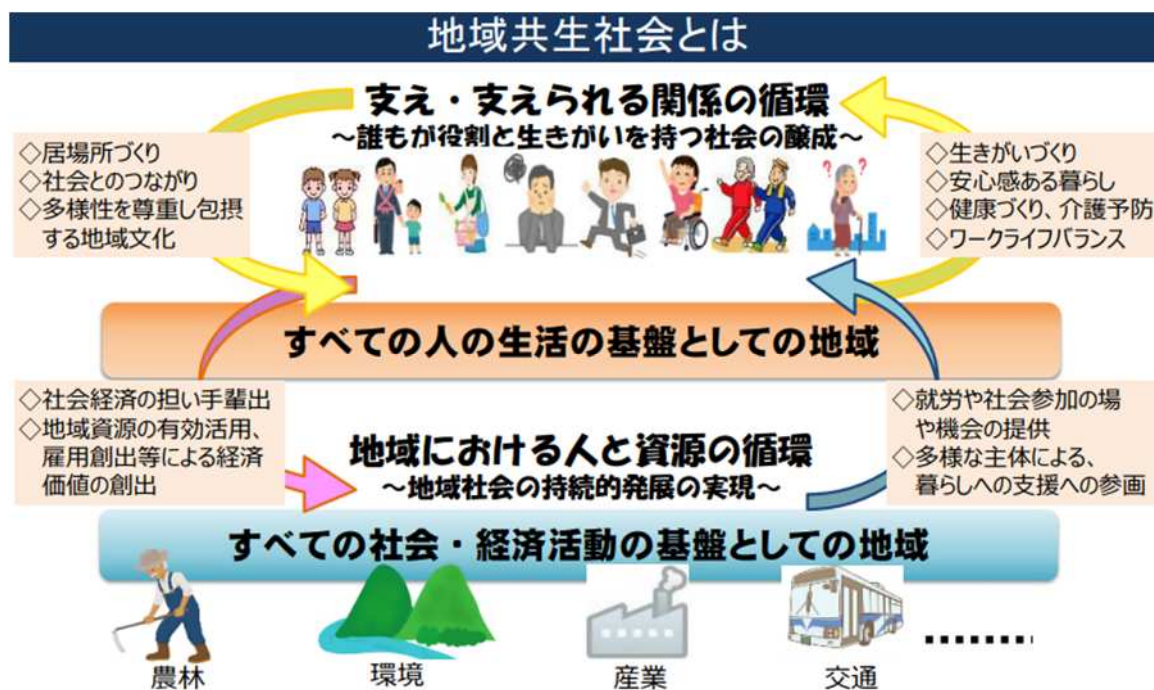 地域共生社会とは
支え・支えられる関係の循環
～誰もが役割と生きがいを持つ社会の醸成～
◇居場所づくり
◇社会とのつながり
◇多様性を尊重し包摂
する地域文化
◇生きがいづくり
◇安心感ある暮らし
◇健康づくり、介護予防
◇ワークライフバランス
? ?
すべての人の生活の基盤としての地域
◇社会経済の担い手輩出
◇地域資源の有効活用、
雇用創出等による経済
価値の創出
地域における人と資源の循環
～地域社会の持続的発展の実現～
◇就労や社会参加の場
や機会の提供
◇多様な主体による、
暮らしへの支援への参画
すべての社会・経済活動の基盤としての地域
農林
環境
産業
交通